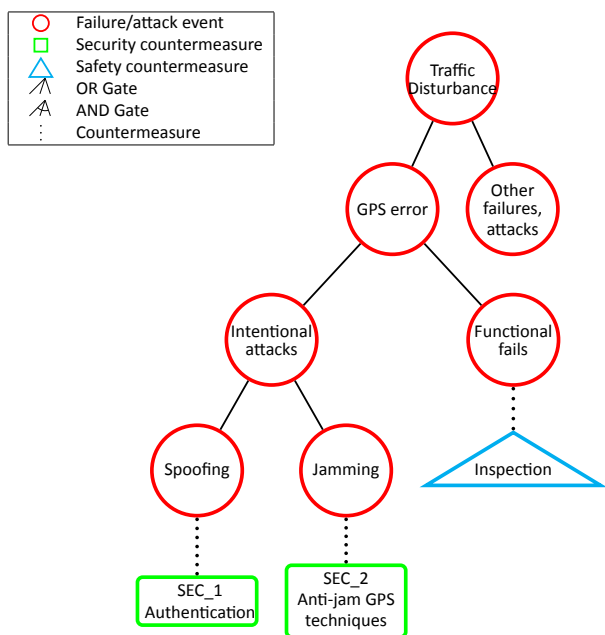 Failure/attack event
Security countermeasure
Safety countermeasure
OR Gate
AND Gate
Countermeasure
Traffic
Disturbance
GPS error
Other
failures,
attacks
Intentional
attacks
Functional
fails
Spoofing
Jamming
Inspection
SEC_1
Authentication
SEC_2
Anti-jam GPS
techniques